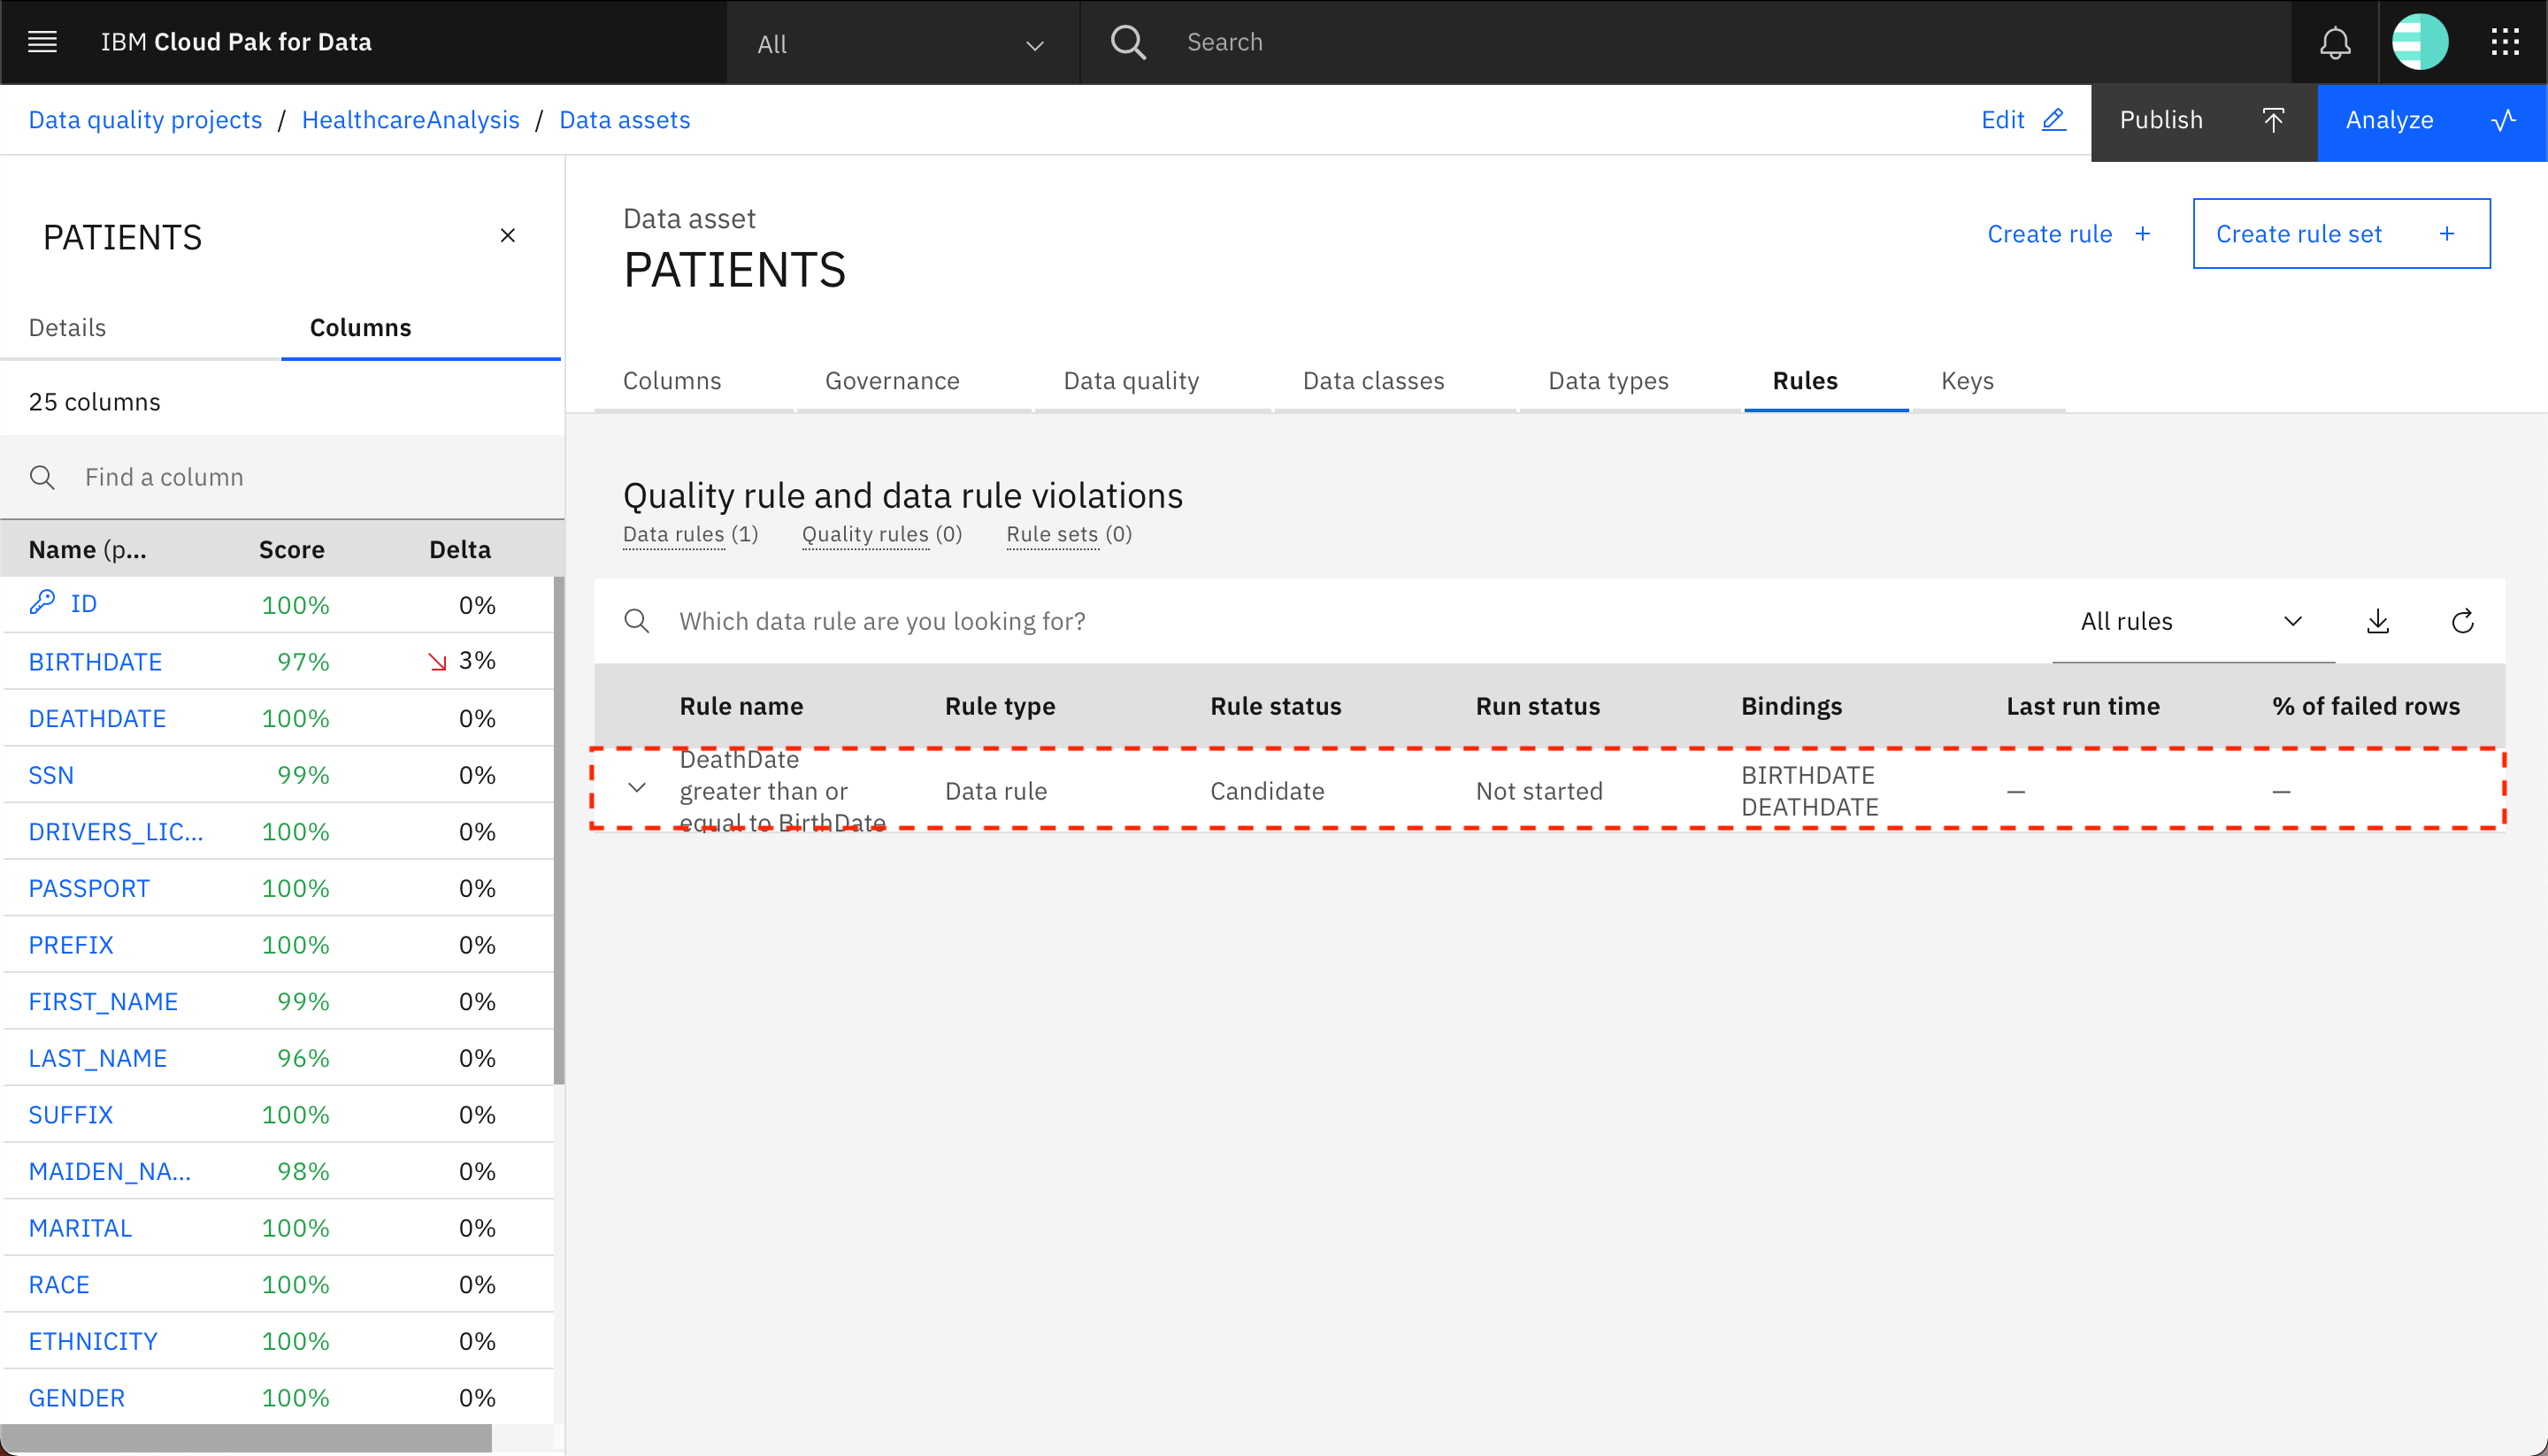 IBM Cloud Pak for Data
All
Search
Data quality projects / HealthcareAnalysis / Data assets
Edit
Publish
Analyze
PATIENTS
Details
Columns
25 columns
Find a column
Name (p... Score Delta
ID 100% 0%
BIRTHDATE 97% 3%
DEATHDATE 100% 0%
SSN 99% 0%
DRIVERS_LIC... 100% 0%
PASSPORT 100% 0%
PREFIX 100% 0%
FIRST_NAME 99% 0%
LAST_NAME 96% 0%
SUFFIX 100% 0%
MAIDEN_NA... 98% 0%
MARITAL 100% 0%
RACE 100% 0%
ETHNICITY 100% 0%
GENDER 100% 0%
Data asset
PATIENTS
Create rule +
Create rule set +
Columns Governance Data quality Data classes Data types Rules Keys
Quality rule and data rule violations
Data rules (1) Quality rules (0) Rule sets (0)
Which data rule are you looking for?
All rules
Rule name Rule type Rule status Run status Bindings Last run time % of failed rows
DeathDate
greater than or
equal to BirthDate
Data rule
Candidate
Not started
BIRTHDATE
DEATHDATE
—
—